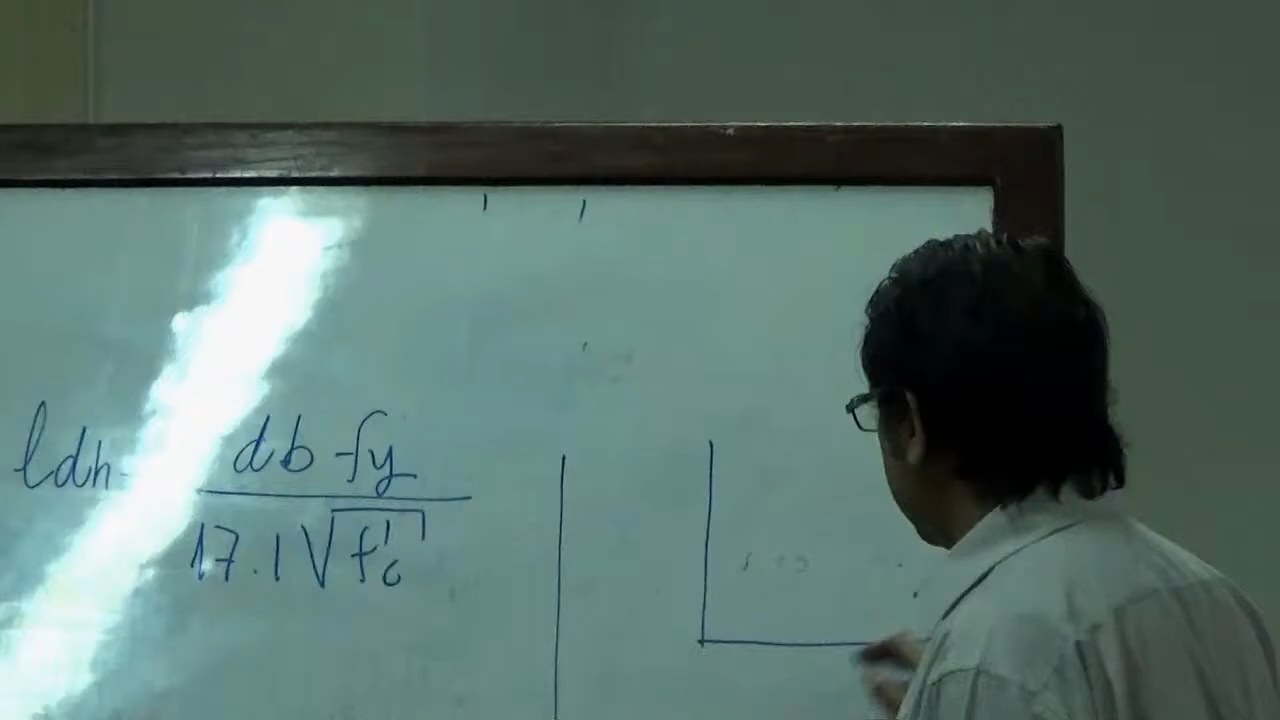 ldh = db fy
17.1√f'c